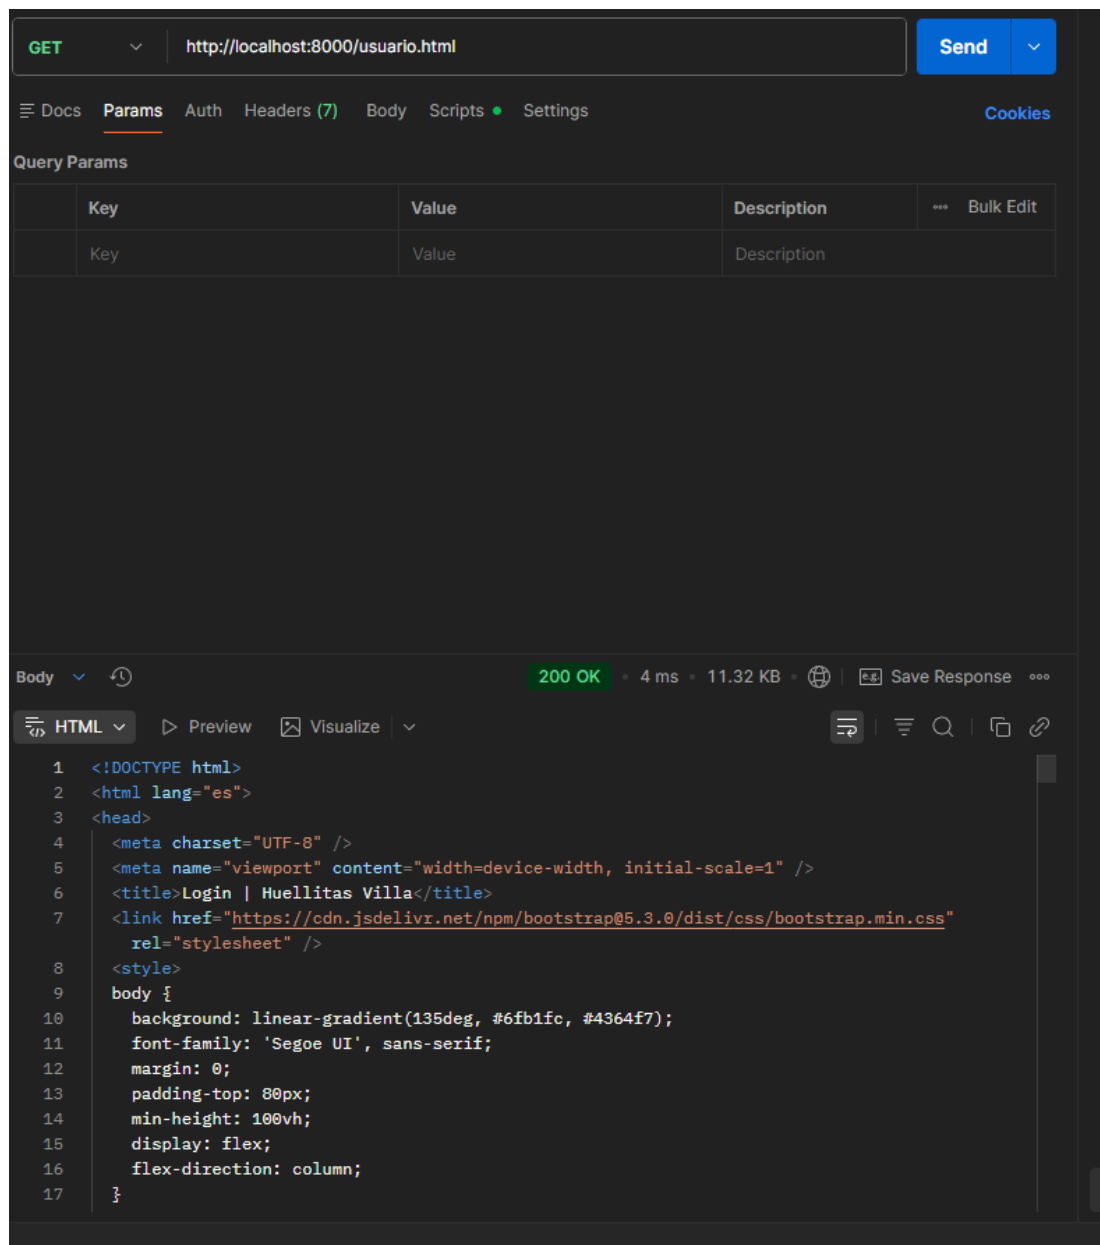 GET http://localhost:8000/usuario.html Send
Docs Params Auth Headers (7) Body Scripts Settings Cookies
Query Params
Key Value Description Bulk Edit
Key Value Description
Body 200 OK 4 ms 11.32 KB e.g. Save Response
HTML Preview Visualize
1 <!DOCTYPE html>
2 <html lang="es">
3 <head>
4 <meta charset="UTF-8" />
5 <meta name="viewport" content="width=device-width, initial-scale=1" />
6 <title>Login | Huellitas Villa</title>
7 <link href="https://cdn.jsdelivr.net/npm/bootstrap@5.3.0/dist/css/bootstrap.min.css"
rel="stylesheet" />
8 <style>
9 body {
10 background: linear-gradient(135deg, #6fb1fc, #4364f7);
11 font-family: 'Segoe UI', sans-serif;
12 margin: 0;
13 padding-top: 80px;
14 min-height: 100vh;
15 display: flex;
16 flex-direction: column;
17 }